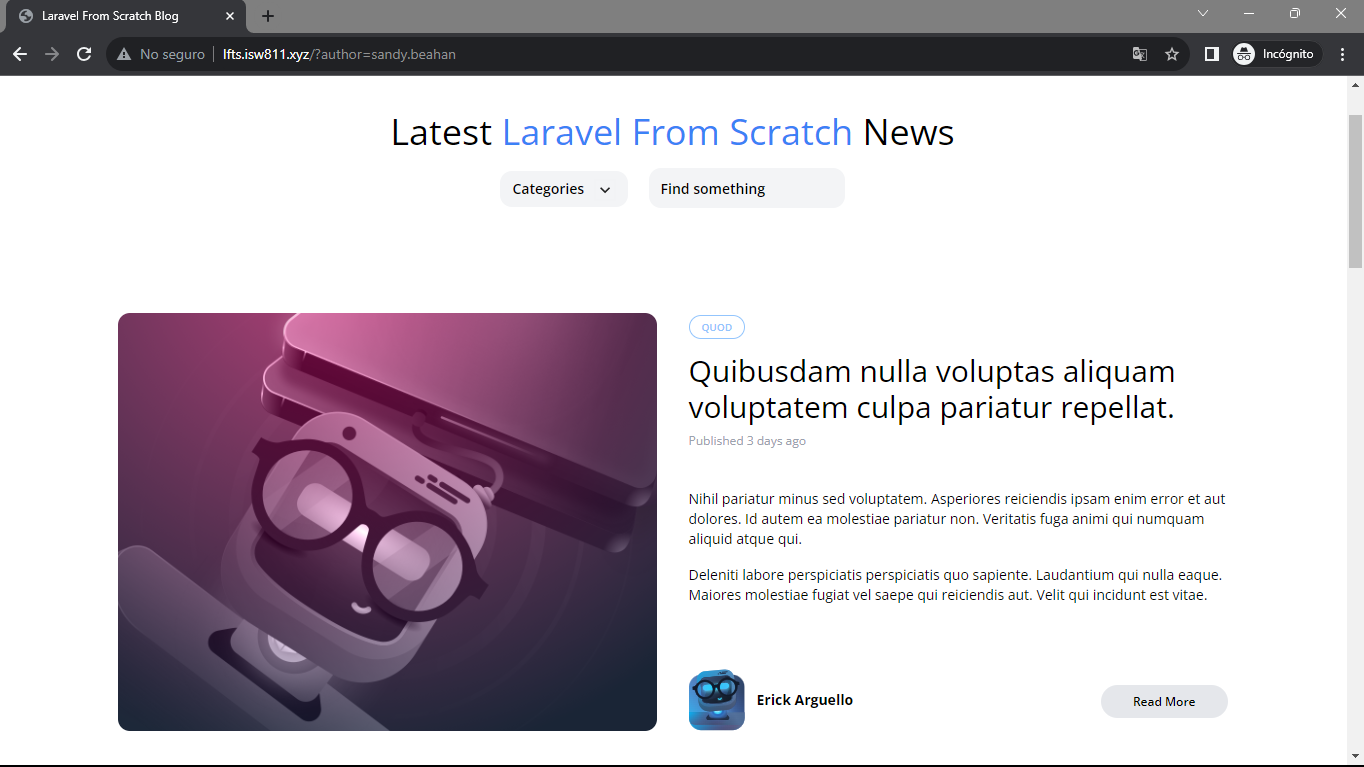 Laravel From Scratch Blog
No seguro
lfts.isw811.xyz/?author=sandy.beahan
Incógnito
Latest Laravel From Scratch News
Categories
Find something
QUOD
Quibusdam nulla voluptas aliquam
voluptatem culpa pariatur repellat.
Published 3 days ago
Nihil pariatur minus sed voluptatem. Asperiores reiciendis ipsam enim error et aut
dolores. Id autem ea molestiae pariatur non. Veritatis fuga animi qui numquam
aliquid atque qui.
Deleniti labore perspiciatis perspiciatis quo sapiente. Laudantium qui nulla eaque.
Maiores molestiae fugiat vel saepe qui reiciendis aut. Velit qui incidunt est vitae.
Erick Arguello
Read More